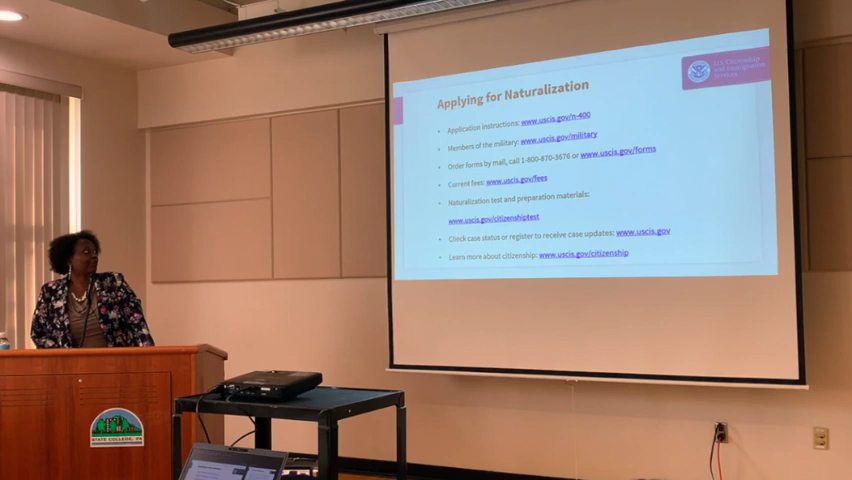 U.S. Citizenship
and Immigration
Services
Applying for Naturalization
• Application instructions: www.uscis.gov/n-400
• Members of the military: www.uscis.gov/military
• Order forms by mail, call 1-800-870-3676 or www.uscis.gov/forms
• Current fees: www.uscis.gov/fees
• Naturalization test and preparation materials:
www.uscis.gov/citizenshiptest
• Check case status or register to receive case updates: www.uscis.gov
• Learn more about citizenship: www.uscis.gov/citizenship
STATE COLLEGE, PA